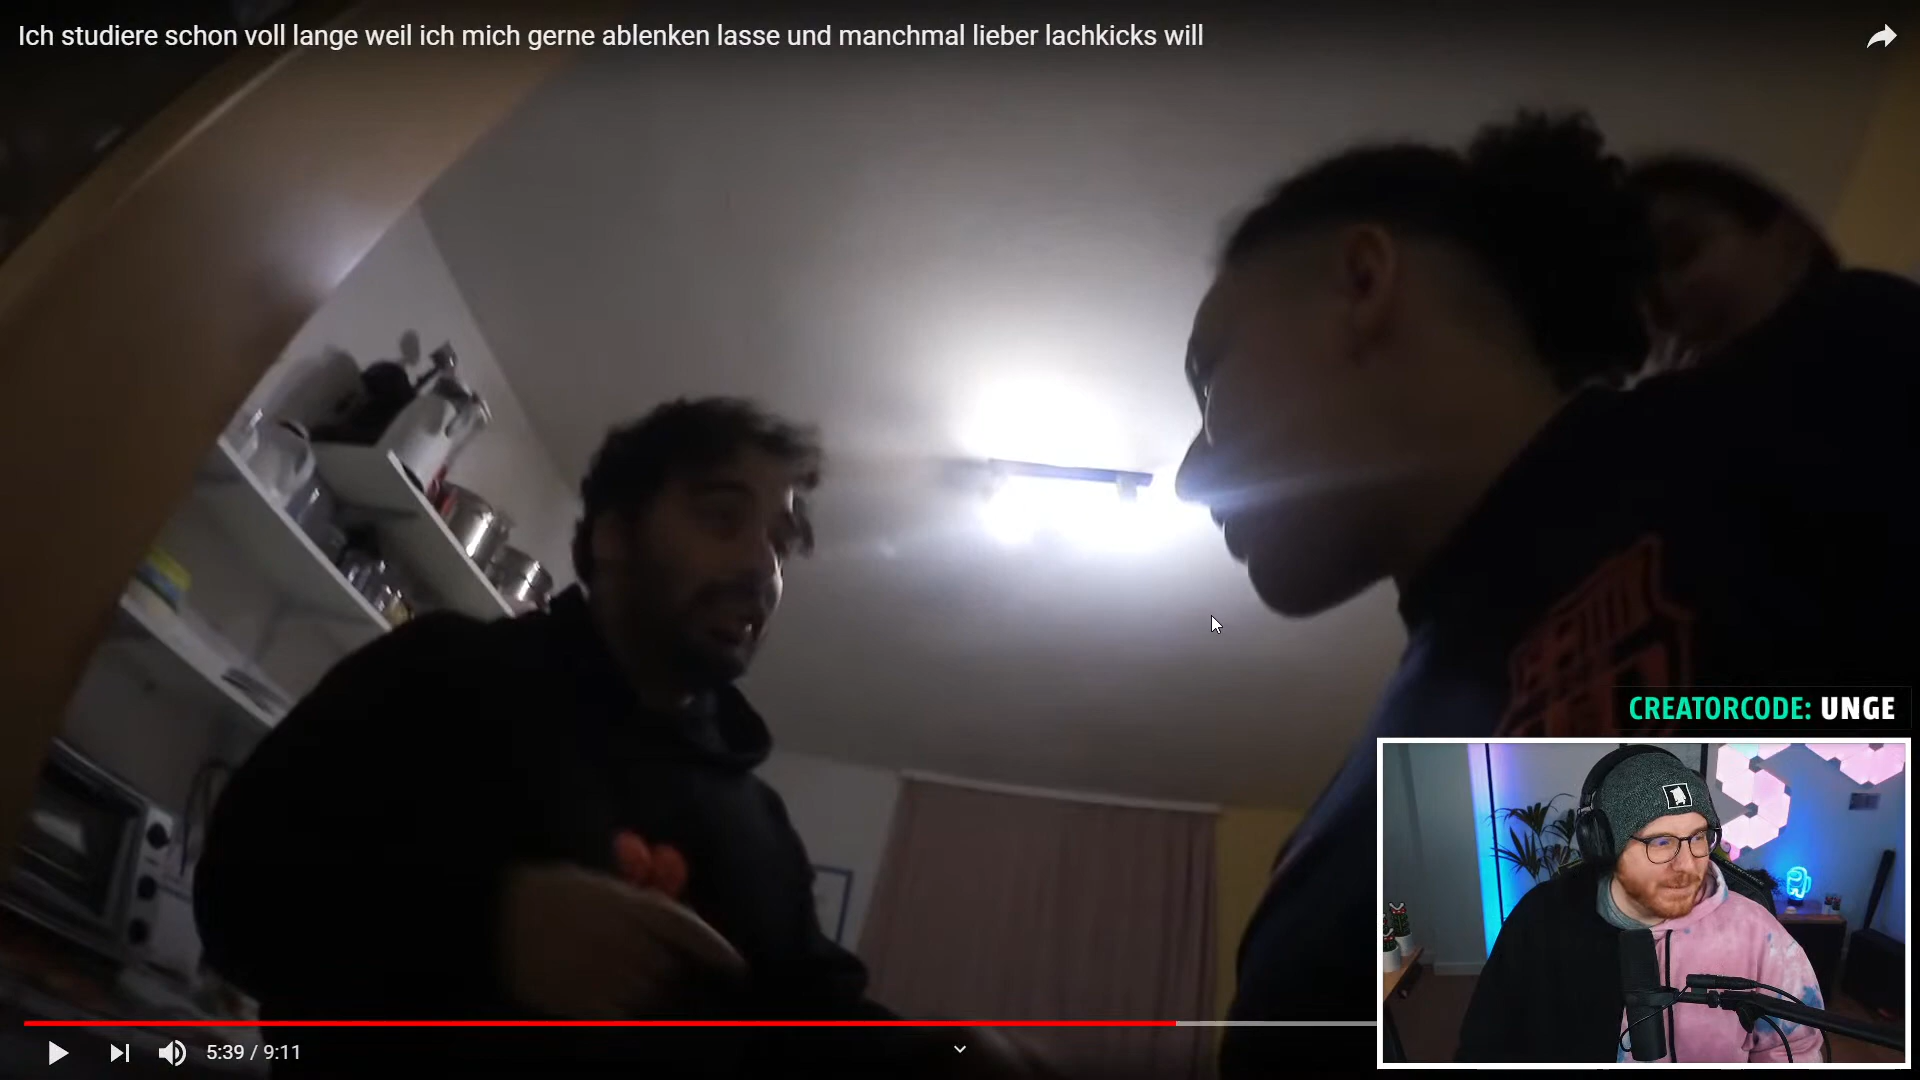 Ich studiere schon voll lange weil ich mich gerne ablenken lasse und manchmal lieber lachkicks will
CREATORCODE: UNGE
5:39 / 9:11